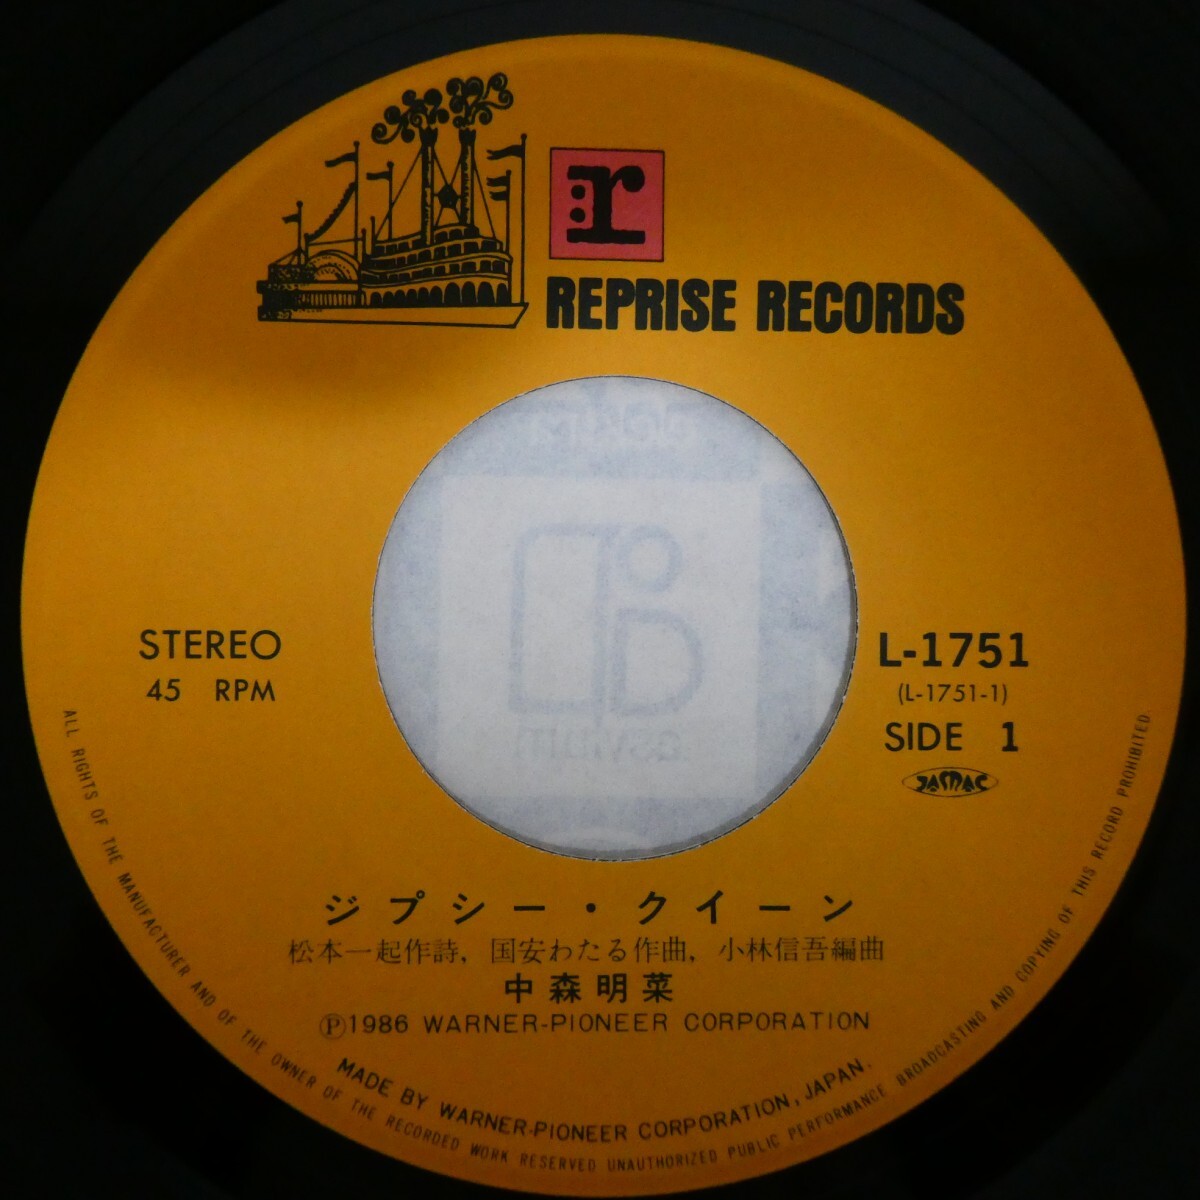 r
REPRISE RECORDS
STEREO
45 RPM
L-1751
(L-1751-1)
SIDE 1
JASRAC
ジプシー・クイーン
松本一起作詩, 国安わたる作曲, 小林信吾編曲
中森明菜
Ⓟ1986 WARNER-PIONEER CORPORATION
MADE BY WARNER-PIONEER CORPORATION, JAPAN.
ALL RIGHTS OF THE MANUFACTURER AND OF THE OWNER OF THE RECORDED WORK RESERVED UNAUTHORIZED PUBLIC PERFORMANCE BROADCASTING AND COPYING OF THIS RECORD PROHIBITED